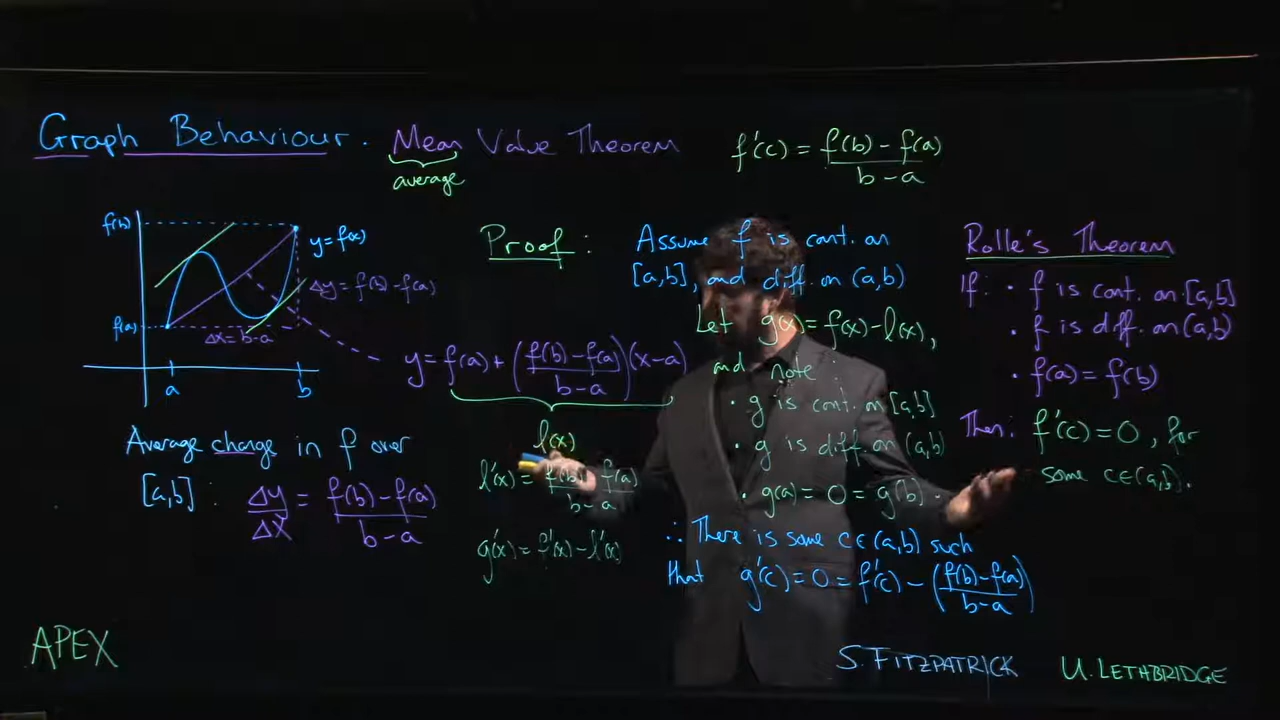 Graph Behaviour. Mean Value Theorem
average
f'(c) = f(b) - f(a) / b - a
f(b)
y = f(x)
Δy = f(b) - f(a)
f(a)
Δx = b - a
a
b
y = f(a) + (f(b) - f(a) / b - a)(x - a)
l(x)
l'(x) = f(b) - f(a) / b - a
g'(x) = f'(x) - l'(x)
Average change in f over
[a,b] : Δy / Δx = f(b) - f(a) / b - a
Proof :
Assume f is cont. on
[a,b], and diff. on (a,b)
Let g(x) = f(x) - l(x),
and note :
· g is cont. on [a,b]
· g is diff. on (a,b)
· g(a) = 0 = g(b).
∴ There is some c∈(a,b) such
that g'(c) = 0 = f'(c) - (f(b) - f(a) / b - a)
Rolle's Theorem
If: · f is cont. on [a,b]
· f is diff. on (a,b)
· f(a) = f(b)
Then: f'(c) = 0, for
some c∈(a,b).
APEX
S. FITZPATRICK
U. LETHBRIDGE